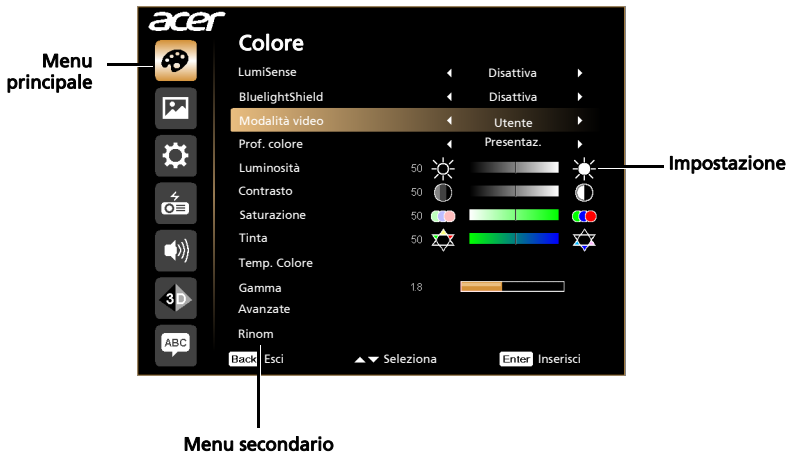 acer
Colore
Menu
principale
LumiSense Disattiva
BluelightShield Disattiva
Modalità video Utente
Prof. colore Presentaz.
Luminosità 50
Impostazione
Contrasto 50
Saturazione 50
Tinta 50
Temp. Colore
Gamma 1.8
Avanzate
Rinom
3D
ABC
Back Esci Seleziona Enter Inserisci
Menu secondario